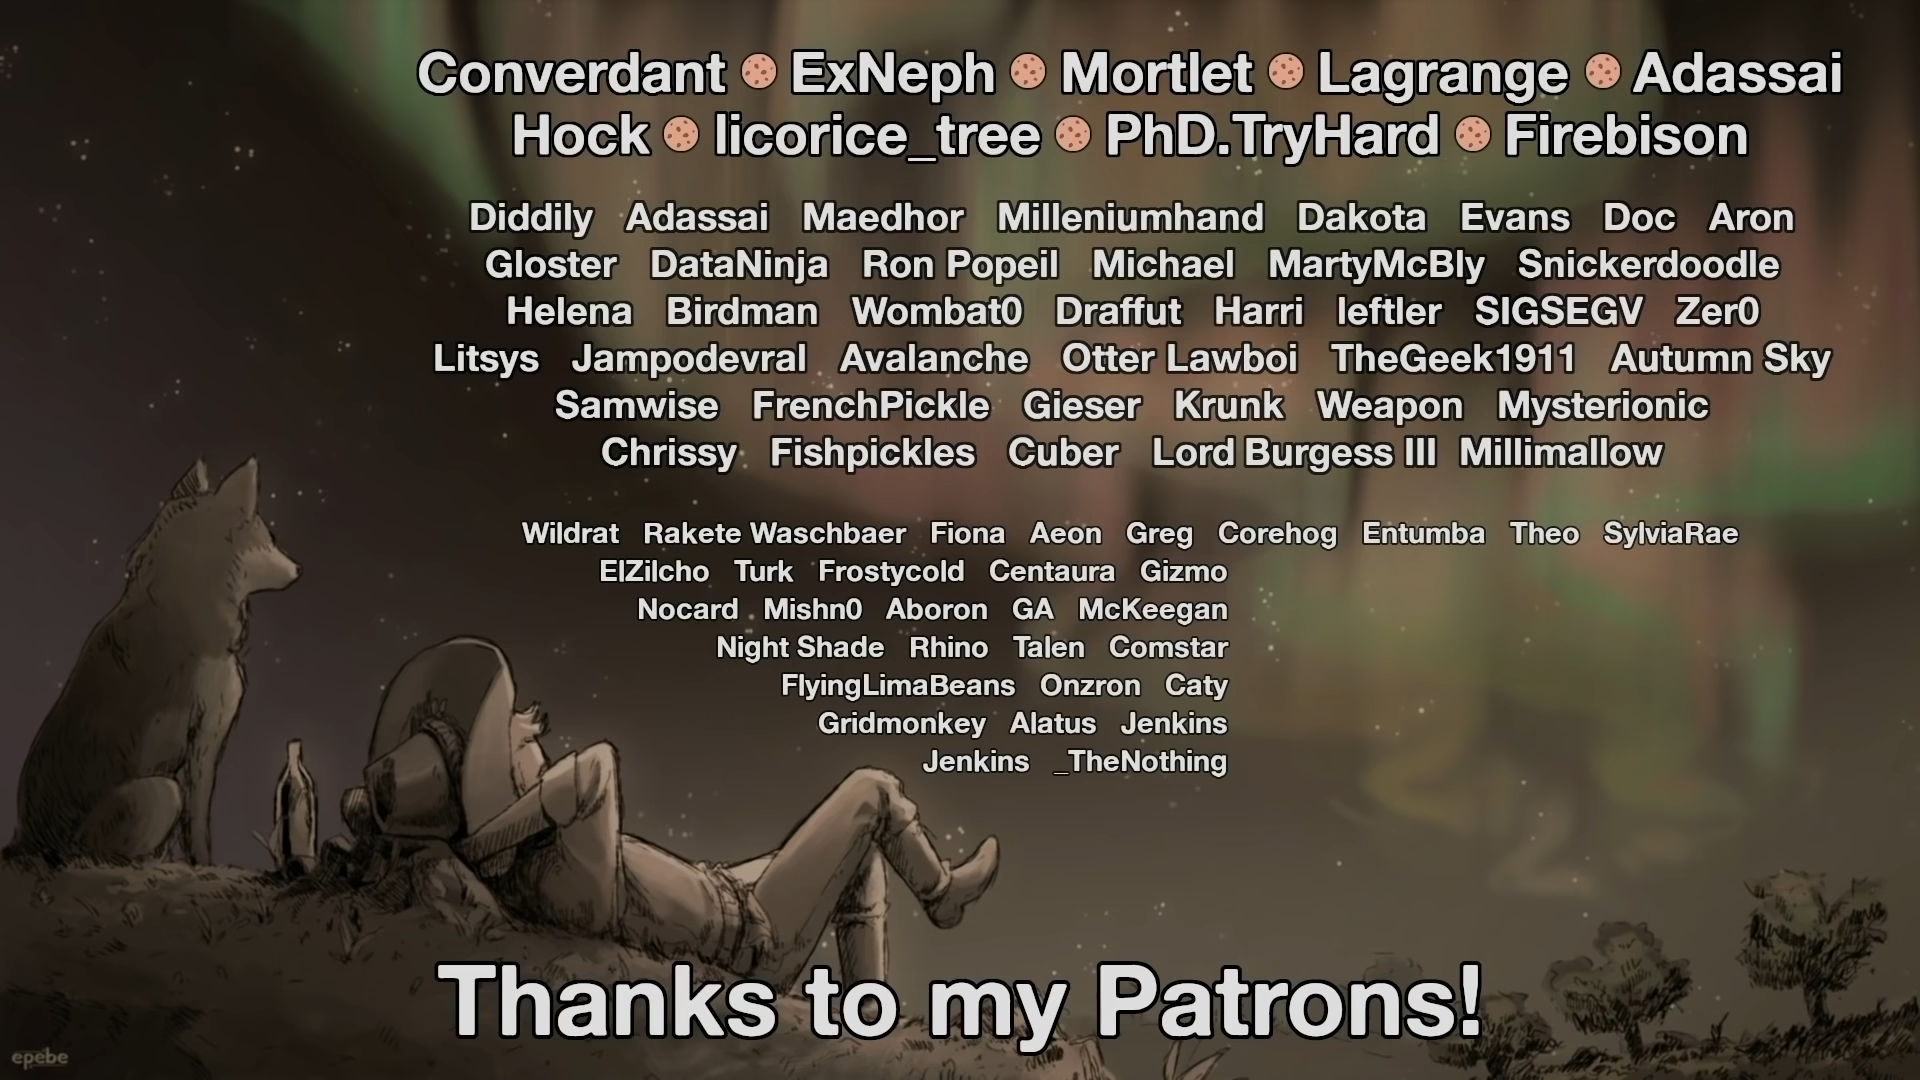 Converdant ExNeph Mortlet Lagrange Adassai
Hock licorice_tree PhD.TryHard Firebison
Diddily Adassai Maedhor Milleniumhand Dakota Evans Doc Aron
Gloster DataNinja Ron Popeil Michael MartyMcBly Snickerdoodle
Helena Birdman Wombat0 Draffut Harri leftler SIGSEGV Zer0
Litsys Jampodevral Avalanche Otter Lawboi TheGeek1911 Autumn Sky
Samwise FrenchPickle Gieser Krunk Weapon Mysterionic
Chrissy Fishpickles Cuber Lord Burgess III Millimallow
Wildrat Rakete Waschbaer Fiona Aeon Greg Corehog Entumba Theo SylviaRae
ElZilcho Turk Frostycold Centaura Gizmo
Nocard Mishn0 Aboron GA McKeegan
Night Shade Rhino Talen Comstar
FlyingLimaBeans Onzron Caty
Gridmonkey Alatus Jenkins
Jenkins _TheNothing
Thanks to my Patrons!
epebe